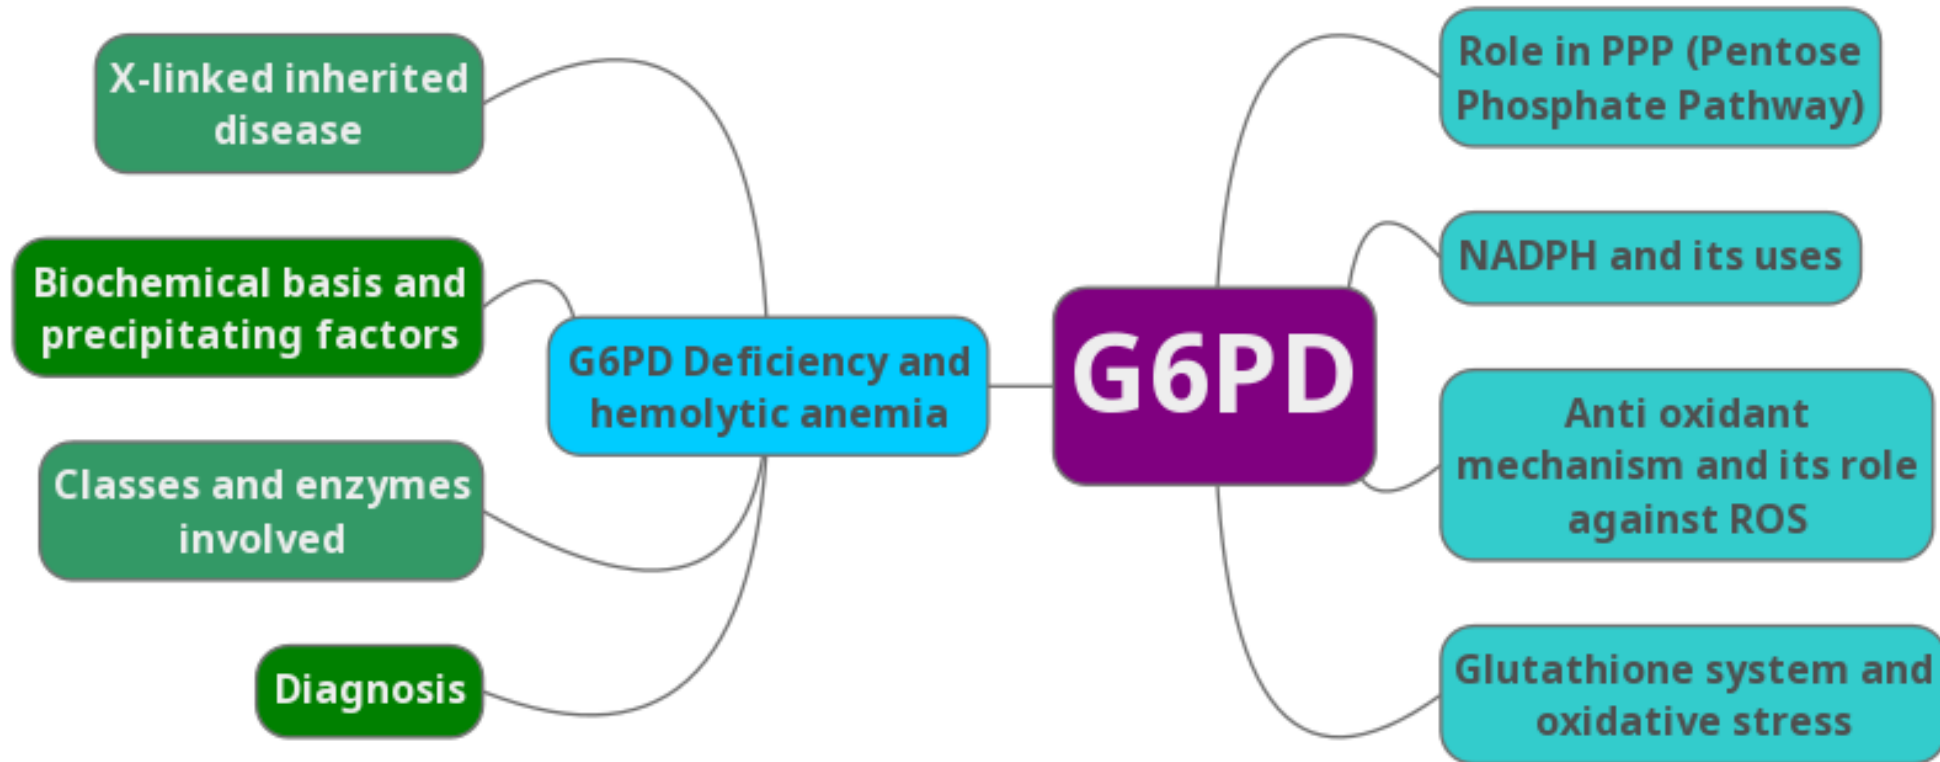 X-linked inherited
disease
Biochemical basis and
precipitating factors
Classes and enzymes
involved
Diagnosis
G6PD Deficiency and
hemolytic anemia
G6PD
Role in PPP (Pentose
Phosphate Pathway)
NADPH and its uses
Anti oxidant
mechanism and its role
against ROS
Glutathione system and
oxidative stress